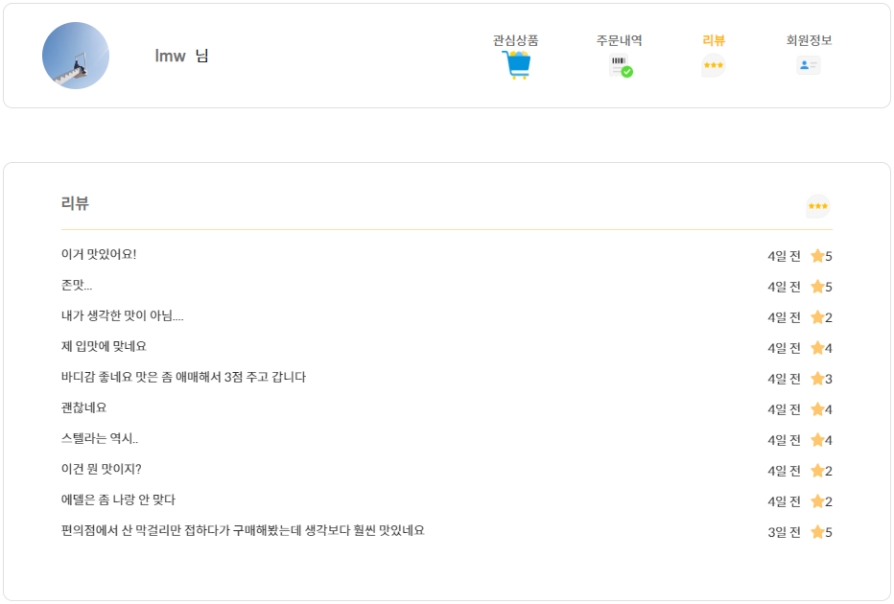 lmw 님
관심상품
주문내역
리뷰
회원정보
리뷰
이거 맛있어요! 4일 전 5
존맛... 4일 전 5
내가 생각한 맛이 아님.... 4일 전 2
제 입맛에 맞네요 4일 전 4
바디감 좋네요 맛은 좀 애매해서 3점 주고 갑니다 4일 전 3
괜찮네요 4일 전 4
스텔라는 역시.. 4일 전 4
이건 뭔 맛이지? 4일 전 2
에델은 좀 나랑 안 맞다 4일 전 2
편의점에서 산 막걸리만 접하다가 구매해봤는데 생각보다 훨씬 맛있네요 3일 전 5